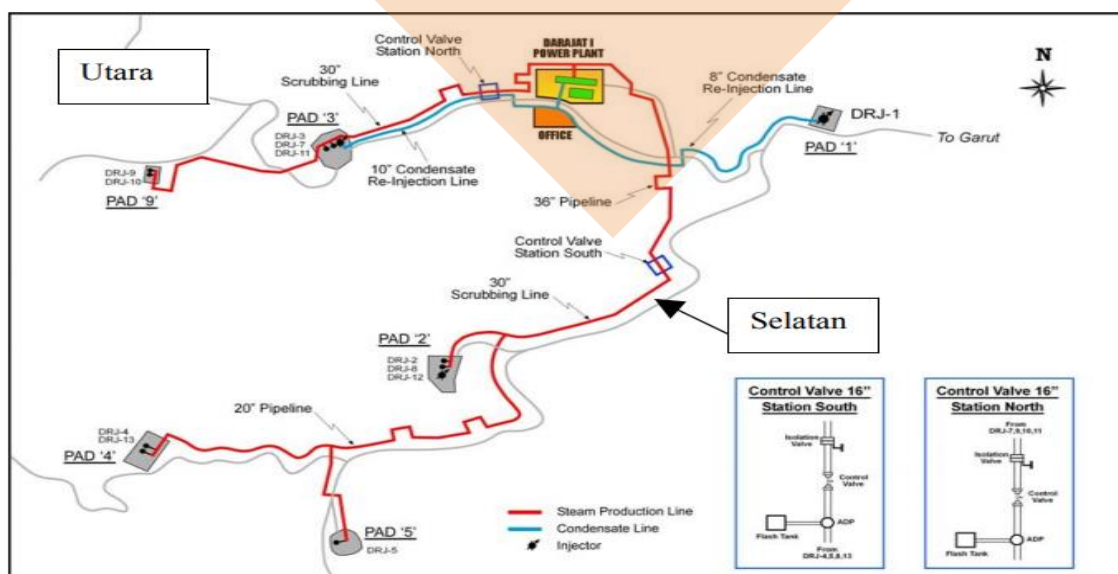 Utara
Control Valve
Station North
DARAJAT I
POWER PLANT
N
30"
Scrubbing Line
8" Condensate
Re-Injection Line
PAD '3'
DRJ-3
DRJ-7
DRJ-11
OFFICE
DRJ-1
PAD '1'
To Garut
DRJ-9
DRJ-10
PAD '9'
10" Condensate
Re-Injection Line
36" Pipeline
Control Valve
Station South
30"
Scrubbing Line
Selatan
PAD '2'
DRJ-2
DRJ-8
DRJ-12
20" Pipeline
DRJ-4
DRJ-13
PAD '4'
PAD '5'
DRJ-5
Steam Production Line
Condensate Line
Injector
Control Valve 16"
Station South
Isolation
Valve
Control
Valve
ADP
Flash Tank
From
DRJ-4,5,8,13
Control Valve 16"
Station North
From
DRJ-7,9,10,11
Isolation
Valve
Control
Valve
ADP
Flash Tank